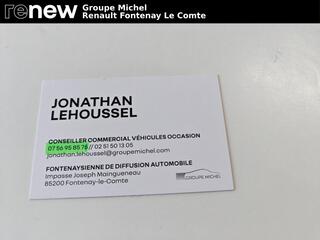 renew
Groupe Michel
Renault Fontenay Le Comte
JONATHAN
LEHOUSSEL
CONSEILLER COMMERCIAL VÉHICULES OCCASION
07 56 95 85 76 // 02 51 50 13 05
jonathan.lehoussel@groupemichel.com
FONTENAYSIENNE DE DIFFUSION AUTOMOBILE
Impasse Joseph Maingueneau
85200 Fontenay-le-Comte
GROUPE MICHEL